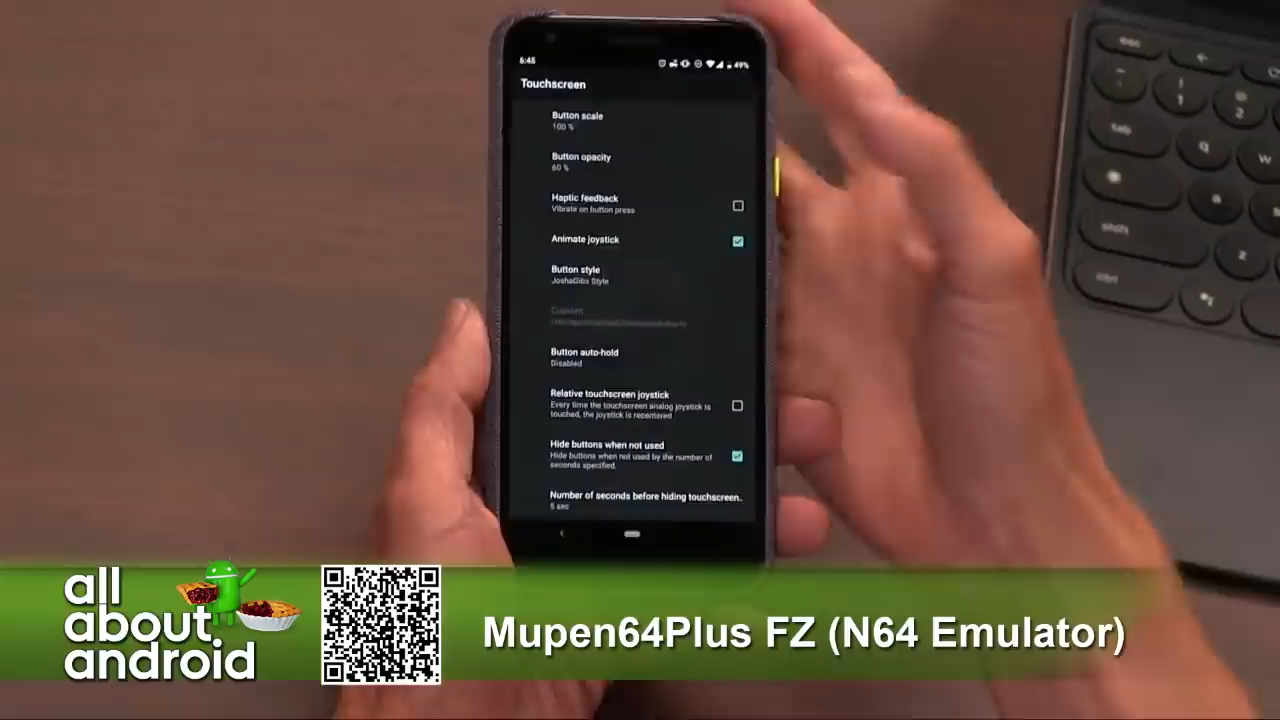 6:45
49%
Touchscreen
Button scale
100 %
Button opacity
60 %
Haptic feedback
Vibrate on button press
Animate joystick
Button style
JoshaGibs Style
Button auto-hold
Disabled
Relative touchscreen joystick
Every time the touchscreen analog joystick is
touched, the joystick is recentered
Hide buttons when not used
Hide buttons when not used by the number of
seconds specified.
Number of seconds before hiding touchscreen..
5 sec
esc
1
2
tab
q
w
a
shift
z
ctrl
all
about
android
Mupen64Plus FZ (N64 Emulator)